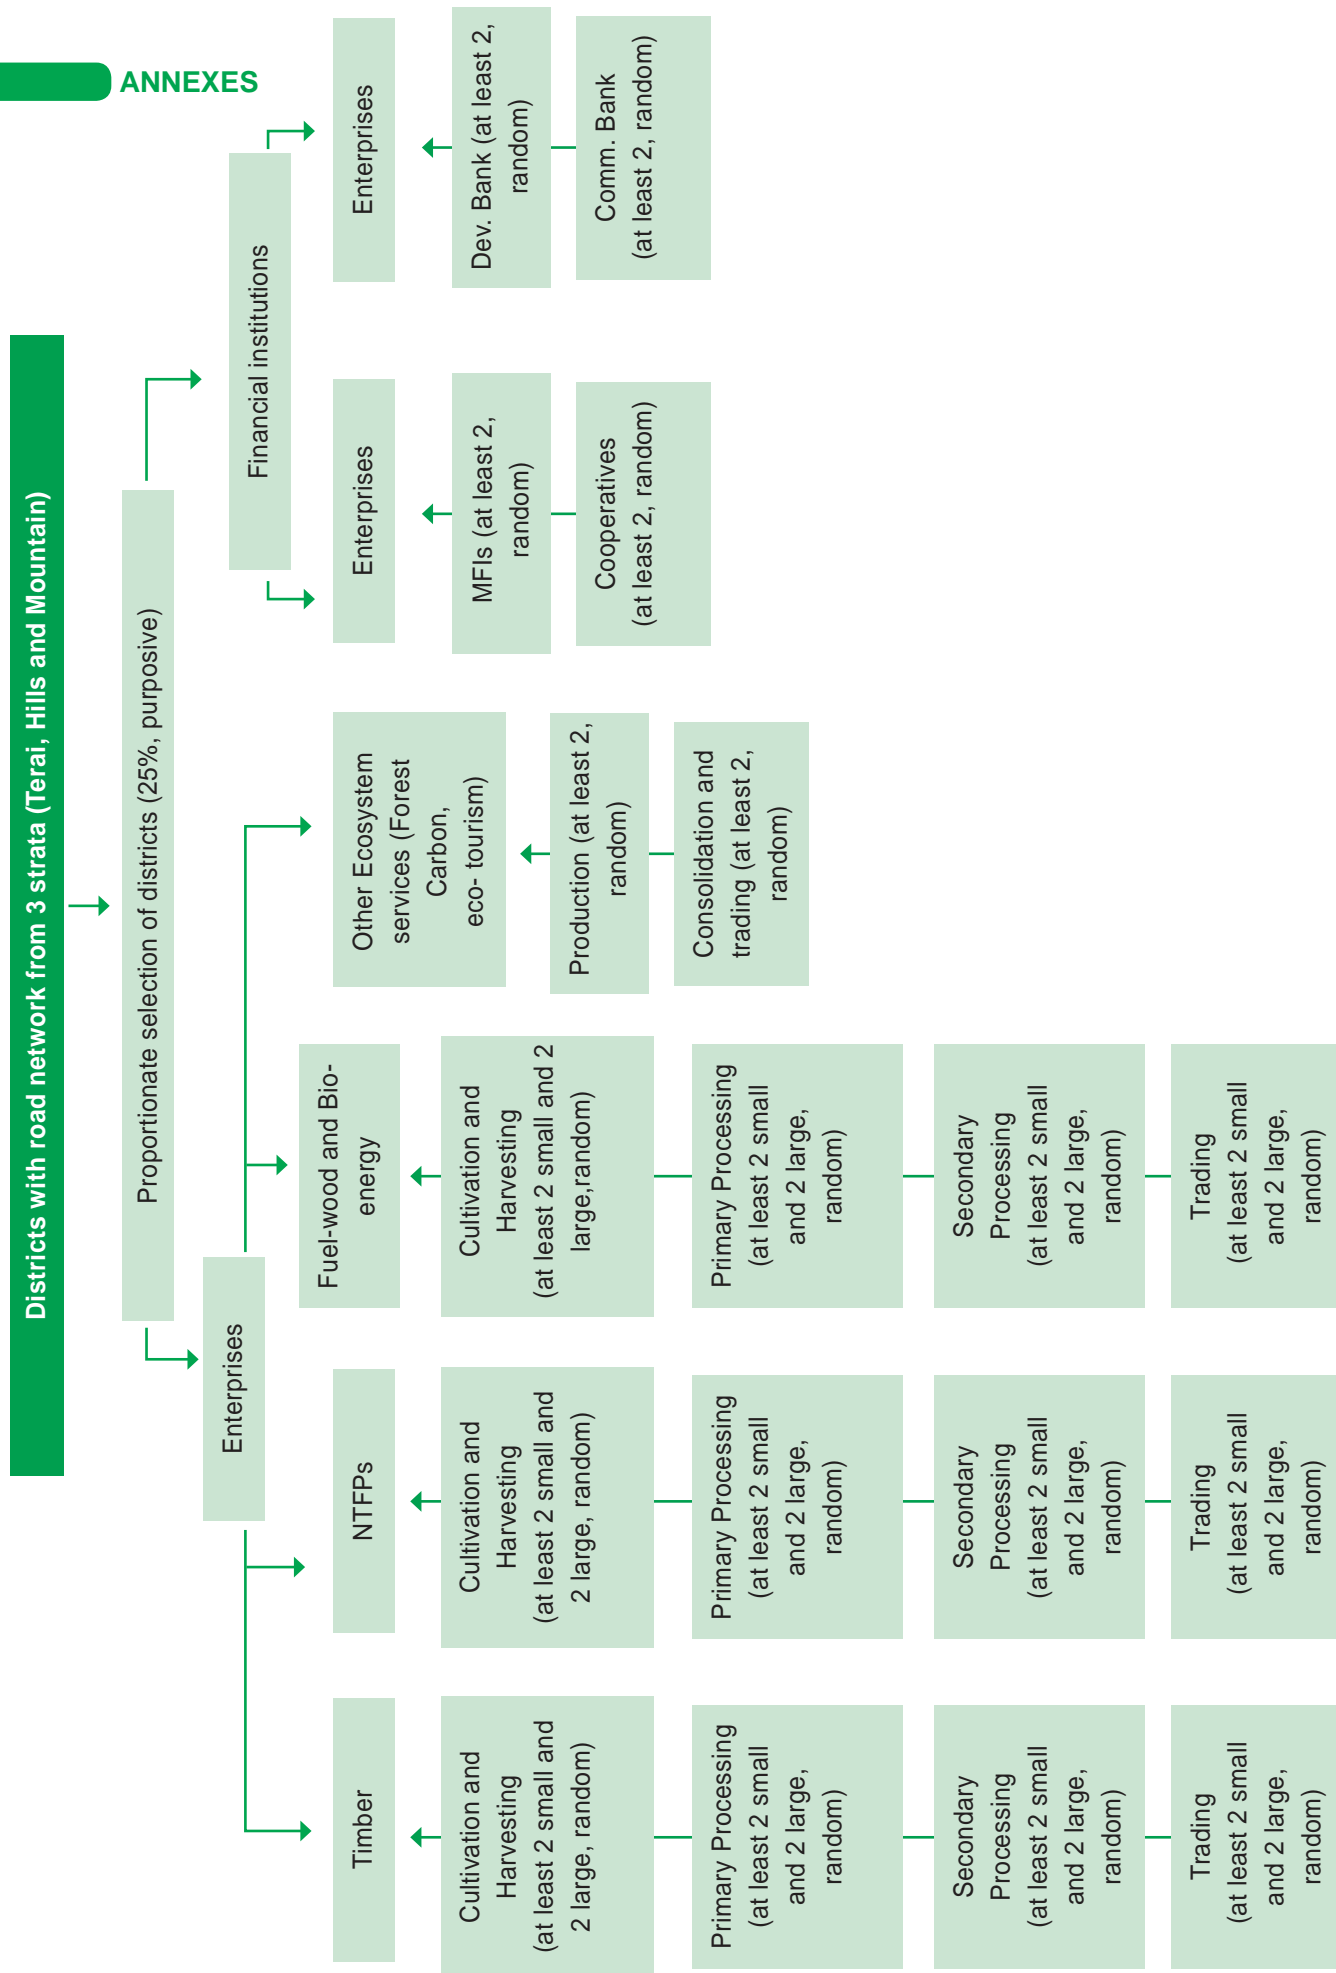 ANNEXES
Districts with road network from 3 strata (Terai, Hills and Mountain)
Proportionate selection of districts (25%, purposive)
Enterprises
Financial institutions
Timber
Cultivation and
Harvesting
(at least 2 small and
2 large, random)
Primary Processing
(at least 2 small
and 2 large,
random)
Secondary
Processing
(at least 2 small
and 2 large,
random)
Trading
(at least 2 small
and 2 large,
random)
NTFPs
Cultivation and
Harvesting
(at least 2 small and
2 large, random)
Primary Processing
(at least 2 small
and 2 large,
random)
Secondary
Processing
(at least 2 small
and 2 large,
random)
Trading
(at least 2 small
and 2 large,
random)
Fuel-wood and Bio-
energy
Cultivation and
Harvesting
(at least 2 small and 2
large,random)
Primary Processing
(at least 2 small
and 2 large,
random)
Secondary
Processing
(at least 2 small
and 2 large,
random)
Trading
(at least 2 small
and 2 large,
random)
Other Ecosystem
services (Forest
Carbon,
eco- tourism)
Production (at least 2,
random)
Consolidation and
trading (at least 2,
random)
Enterprises
MFIs (at least 2,
random)
Cooperatives
(at least 2, random)
Enterprises
Dev. Bank (at least 2,
random)
Comm. Bank
(at least 2, random)